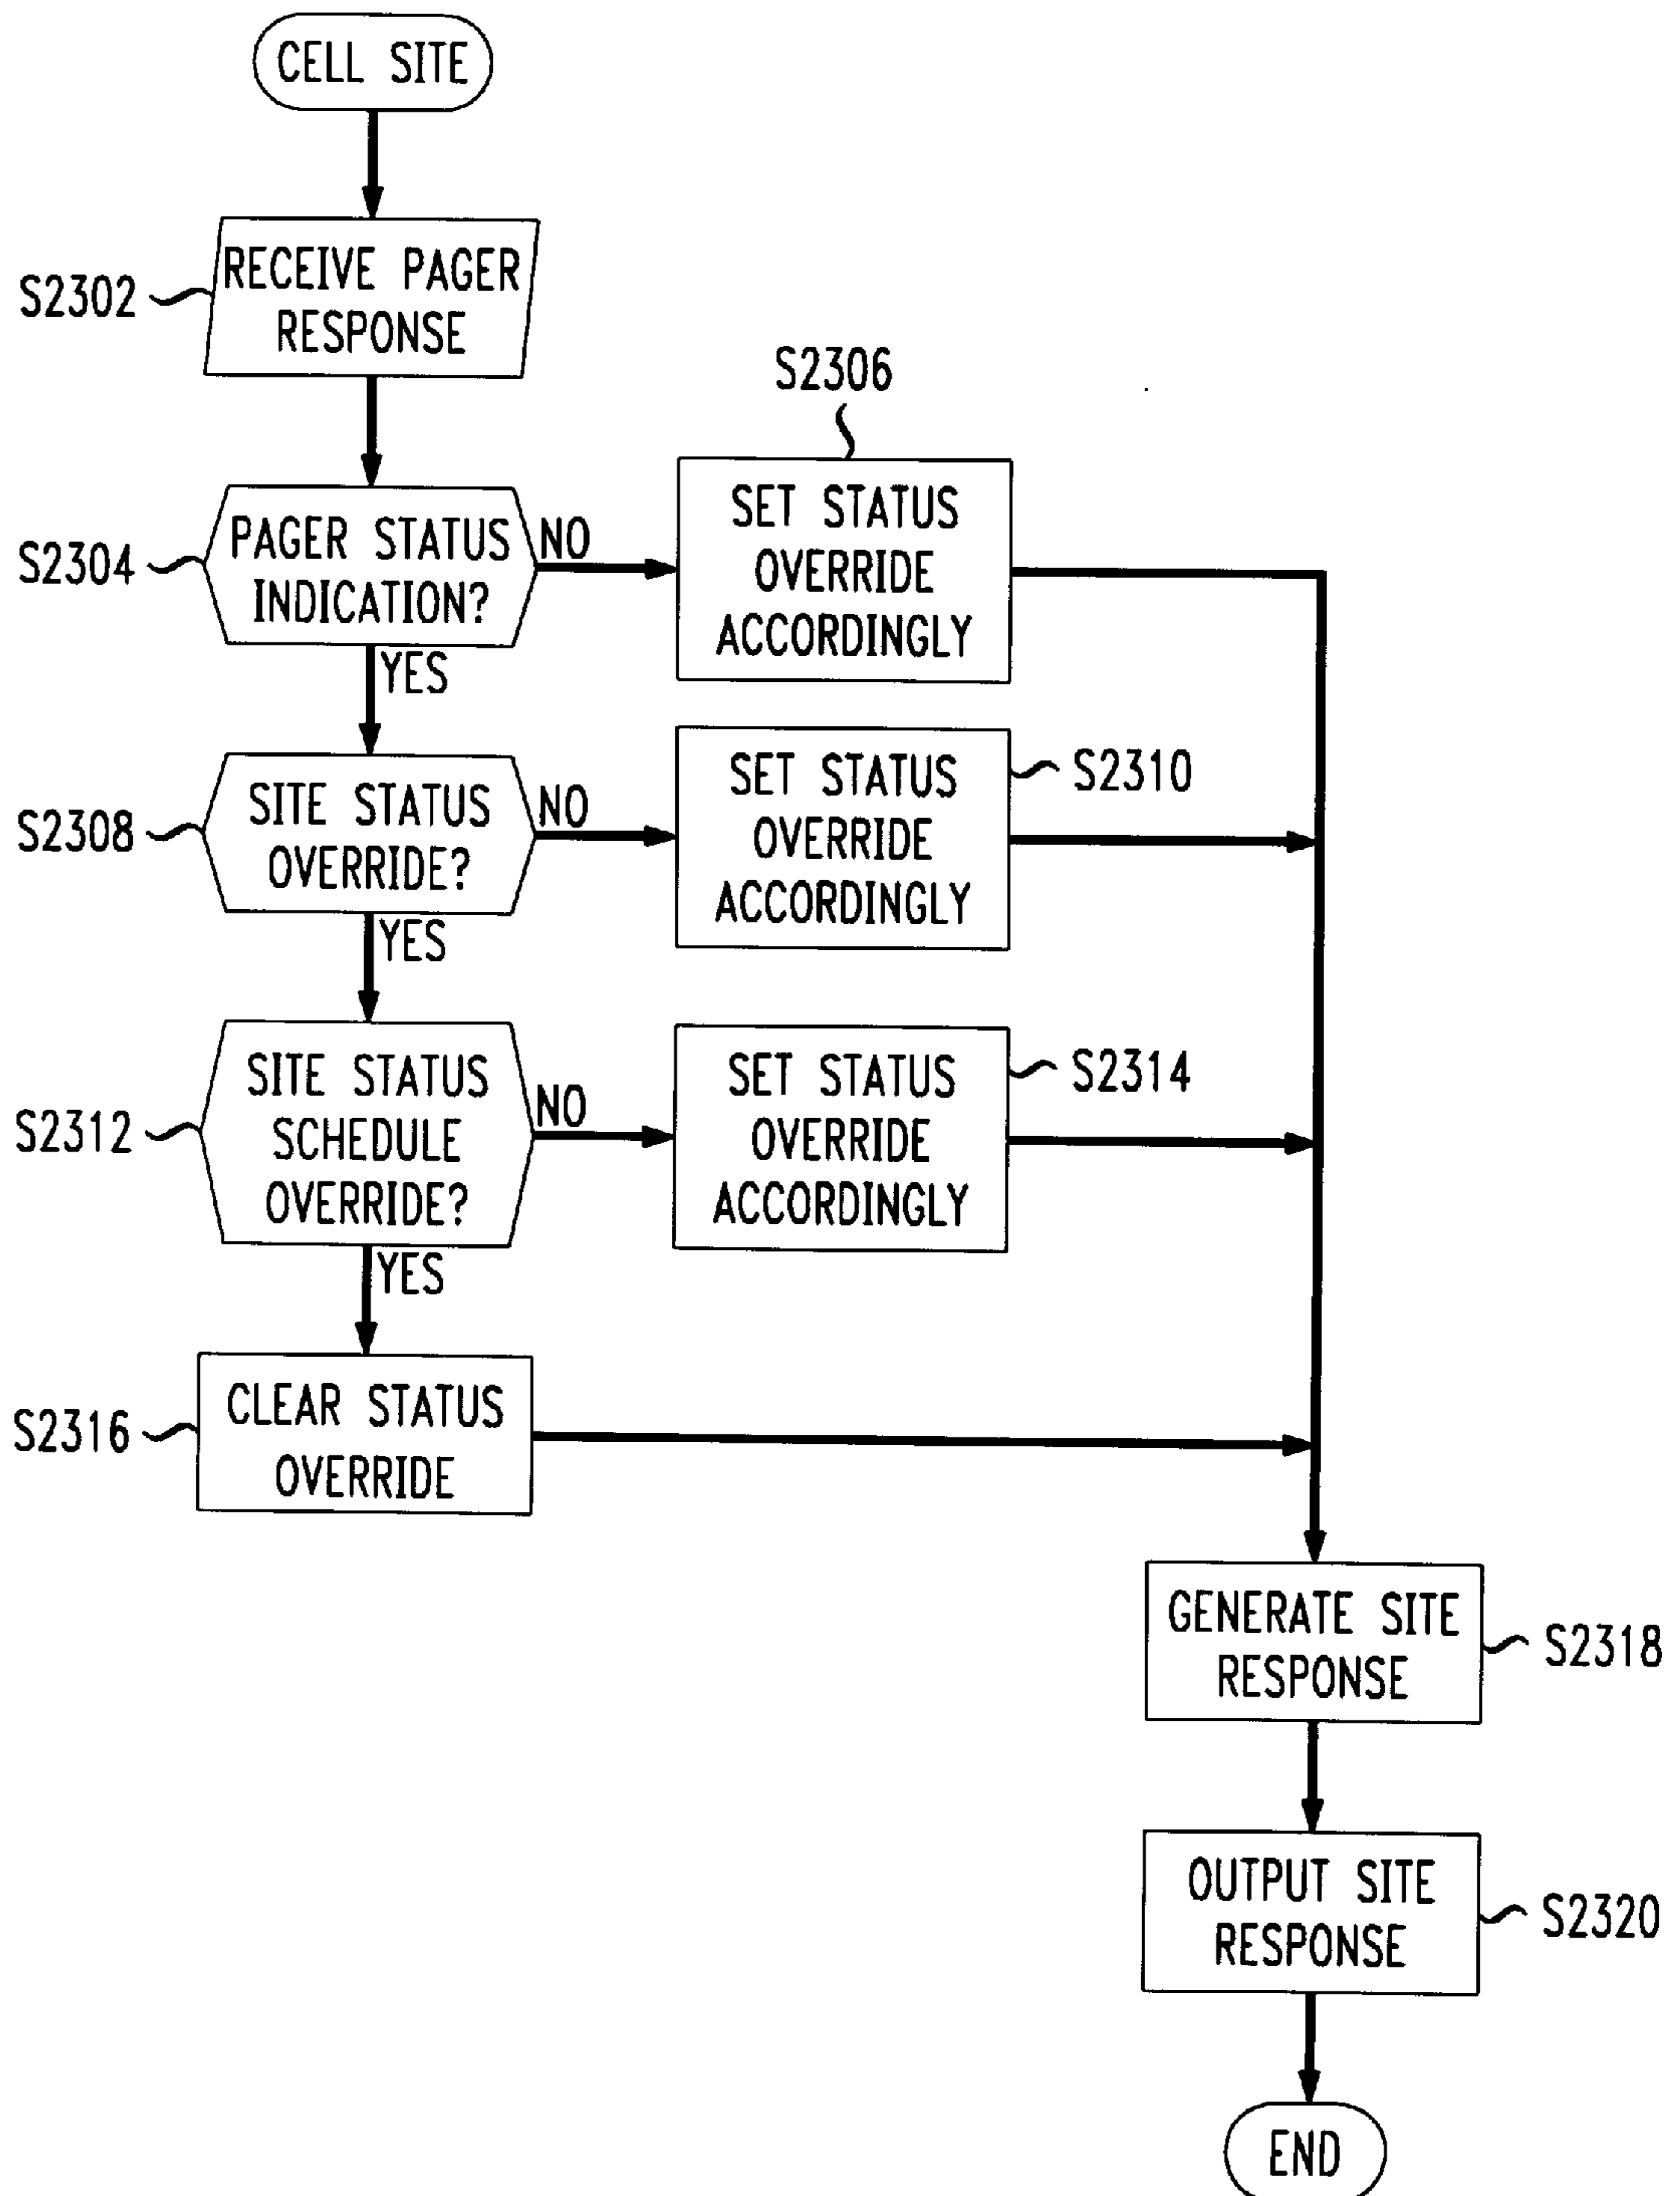 CELL SITE
S2302
RECEIVE PAGER
RESPONSE
S2304
PAGER STATUS
INDICATION?
NO
YES
S2306
SET STATUS
OVERRIDE
ACCORDINGLY
S2308
SITE STATUS
OVERRIDE?
NO
YES
SET STATUS
OVERRIDE
ACCORDINGLY
S2310
S2312
SITE STATUS
SCHEDULE
OVERRIDE?
NO
YES
SET STATUS
OVERRIDE
ACCORDINGLY
S2314
S2316
CLEAR STATUS
OVERRIDE
GENERATE SITE
RESPONSE
S2318
OUTPUT SITE
RESPONSE
S2320
END